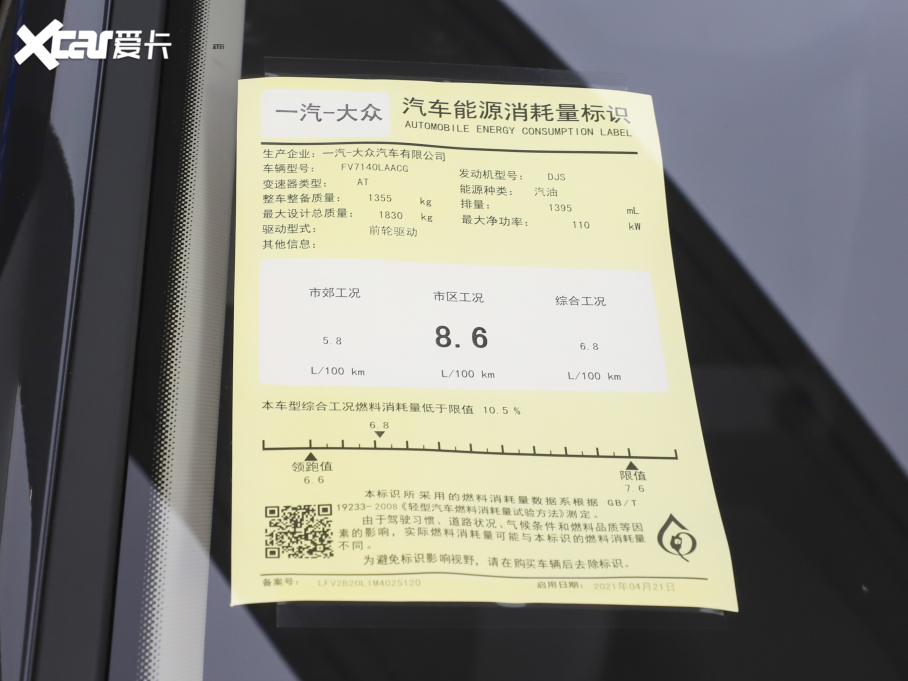 Xcar爱卡
一汽-大众
汽车能源消耗量标识
AUTOMOBILE ENERGY CONSUMPTION LABEL
生产企业: 一汽-大众汽车有限公司
车辆型号: FV7140LAACG 发动机型号: DJS
变速器类型: AT 能源种类: 汽油
整车整备质量: 1355 kg 排量: 1395 mL
最大设计总质量: 1830 kg 最大净功率: 110 kW
驱动型式: 前轮驱动
其他信息:
市郊工况 市区工况 综合工况
5.8 8.6 6.8
L/100 km L/100 km L/100 km
本车型综合工况燃料消耗量低于限值 10.5 %
6.8
领跑值 限值
6.6 7.6
本标识所采用的燃料消耗量数据系根据 GB/T
19233-2008《轻型汽车燃料消耗量试验方法》测定。
由于驾驶习惯、道路状况、气候条件和燃料品质等因
素的影响，实际燃料消耗量可能与本标识的燃料消耗量
不同。
为避免标识影响视野，请在购买车辆后去除标识。
备案号: LFV2B20L1M4025120 启用日期: 2021年04月21日